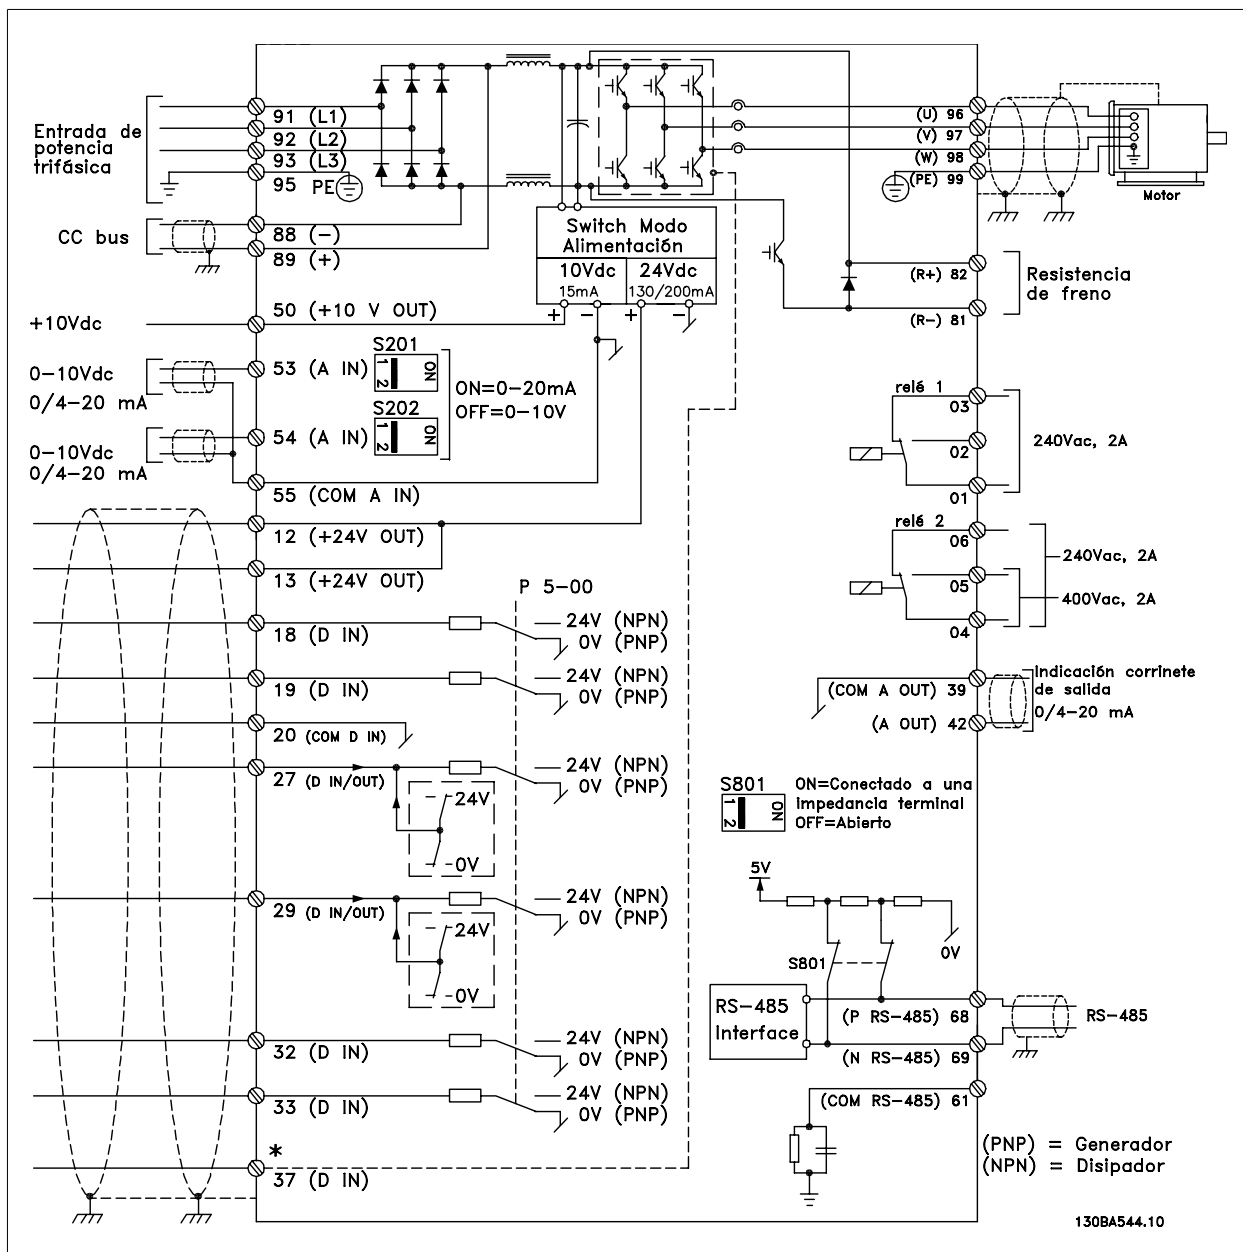 Entrada de
potencia
trifásica
91 (L1)
92 (L2)
93 (L3)
95 PE
CC bus
88 (−)
89 (+)
+10Vdc
50 (+10 V OUT)
0−10Vdc
0/4−20 mA
53 (A IN)
S201
1 2 ON
ON=0−20mA
OFF=0−10V
S202
1 2 ON
0−10Vdc
0/4−20 mA
54 (A IN)
55 (COM A IN)
12 (+24V OUT)
13 (+24V OUT)
P 5-00
18 (D IN)
24V (NPN)
0V (PNP)
19 (D IN)
24V (NPN)
0V (PNP)
20 (COM D IN)
27 (D IN/OUT)
24V (NPN)
0V (PNP)
24V
0V
29 (D IN/OUT)
24V (NPN)
0V (PNP)
24V
0V
32 (D IN)
24V (NPN)
0V (PNP)
33 (D IN)
24V (NPN)
0V (PNP)
*
37 (D IN)
Switch Modo
Alimentación
10Vdc
15mA
24Vdc
130/200mA
+ − + −
(U) 96
(V) 97
(W) 98
(PE) 99
Motor
(R+) 82
(R−) 81
Resistencia
de freno
relé 1
03
02
01
240Vac, 2A
relé 2
06
05
04
240Vac, 2A
400Vac, 2A
(COM A OUT) 39
(A OUT) 42
Indicación corrinete
de salida
0/4−20 mA
S801
1 2 ON
ON=Conectado a una
impedancia terminal
OFF=Abierto
5V
S801
0V
RS−485
Interface
(P RS−485) 68
(N RS−485) 69
RS−485
(COM RS−485) 61
(PNP) = Generador
(NPN) = Disipador
130BA544.10